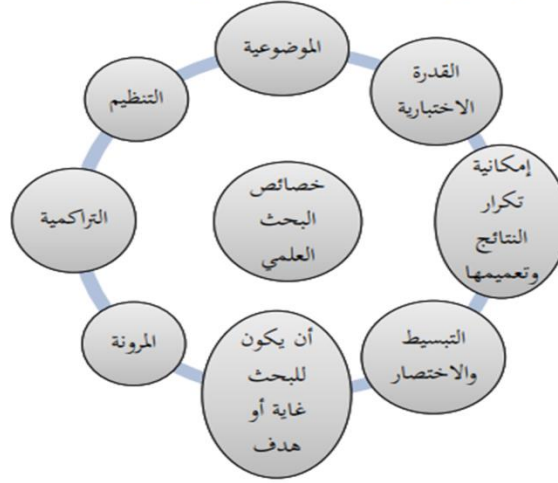 الموضوعية
القدرة
الاختبارية
إمكانية
تكرار
النتائج
وتعميمها
التبسيط
والاختصار
أن يكون
للبحث
غاية أو
هدف
المرونة
التراكمية
التنظيم
خصائص
البحث
العلمي